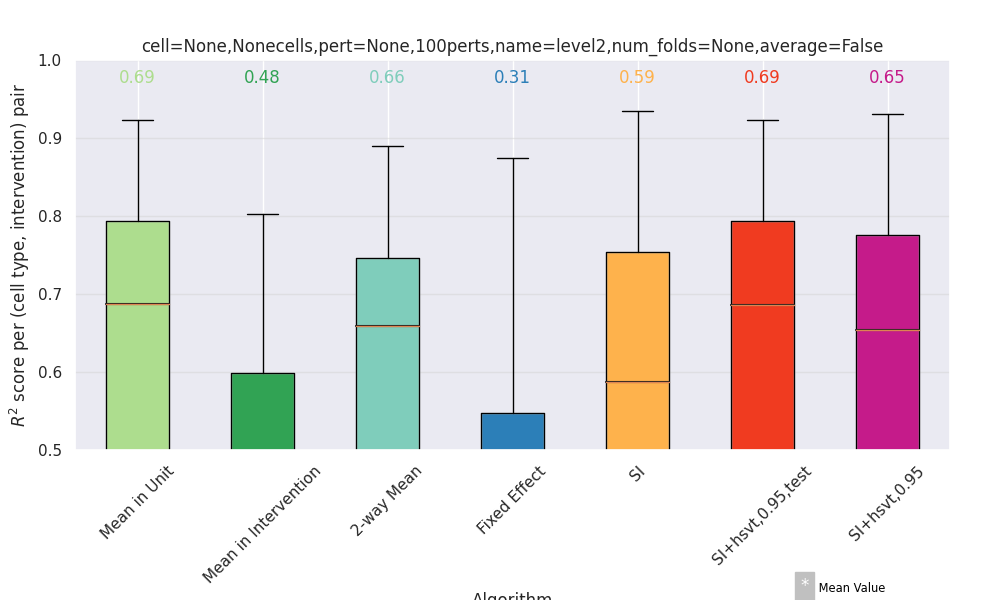 cell=None,Nonecells,pert=None,100perts,name=level2,num_folds=None,average=False
1.0
0.9
0.8
0.7
0.6
0.5
R² score per (cell type, intervention) pair
0.69 0.48 0.66 0.31 0.59 0.69 0.65
Mean in Unit
Mean in Intervention
2-way Mean
Fixed Effect
SI
SI+hsvt,0.95,test
SI+hsvt,0.95
Algorithm
* Mean Value